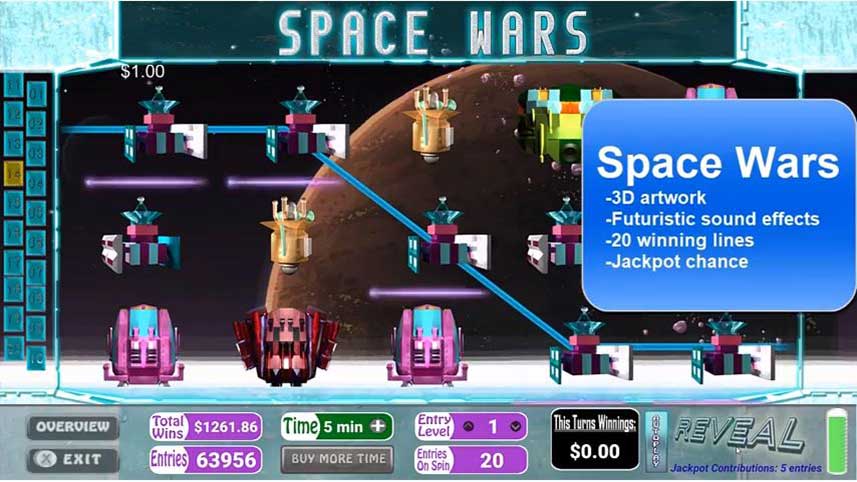 SPACE WARS
$1.00
Space Wars
-3D artwork
-Futuristic sound effects
-20 winning lines
-Jackpot chance
OVERVIEW
X EXIT
Total Wins $1261.86
Entries 63956
Time 5 min +
BUY MORE TIME
Entry Level 1
Entries On Spin 20
This Turns Winnings:
$0.00
AUTOPLAY
REVEAL
Jackpot Contributions: 5 entries